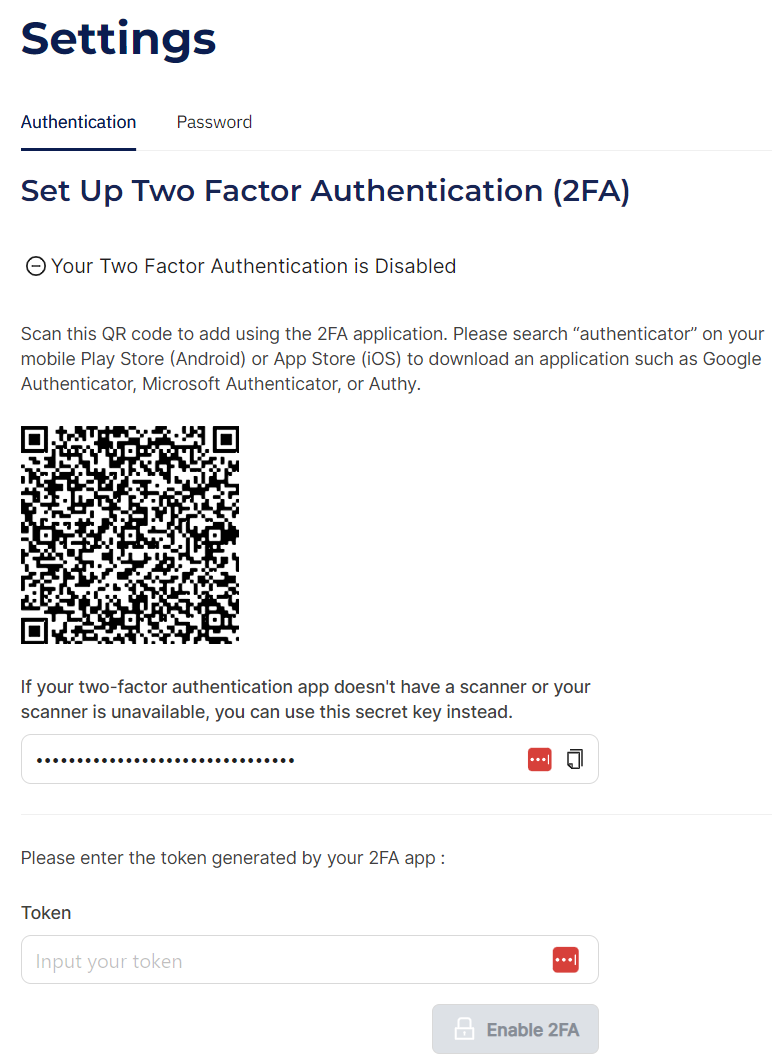 Settings
Authentication Password
Set Up Two Factor Authentication (2FA)
Your Two Factor Authentication is Disabled
Scan this QR code to add using the 2FA application. Please search “authenticator” on your
mobile Play Store (Android) or App Store (iOS) to download an application such as Google
Authenticator, Microsoft Authenticator, or Authy.
If your two-factor authentication app doesn't have a scanner or your
scanner is unavailable, you can use this secret key instead.
••••••••••••••••••••••••••••••••
Please enter the token generated by your 2FA app :
Token
Input your token
Enable 2FA